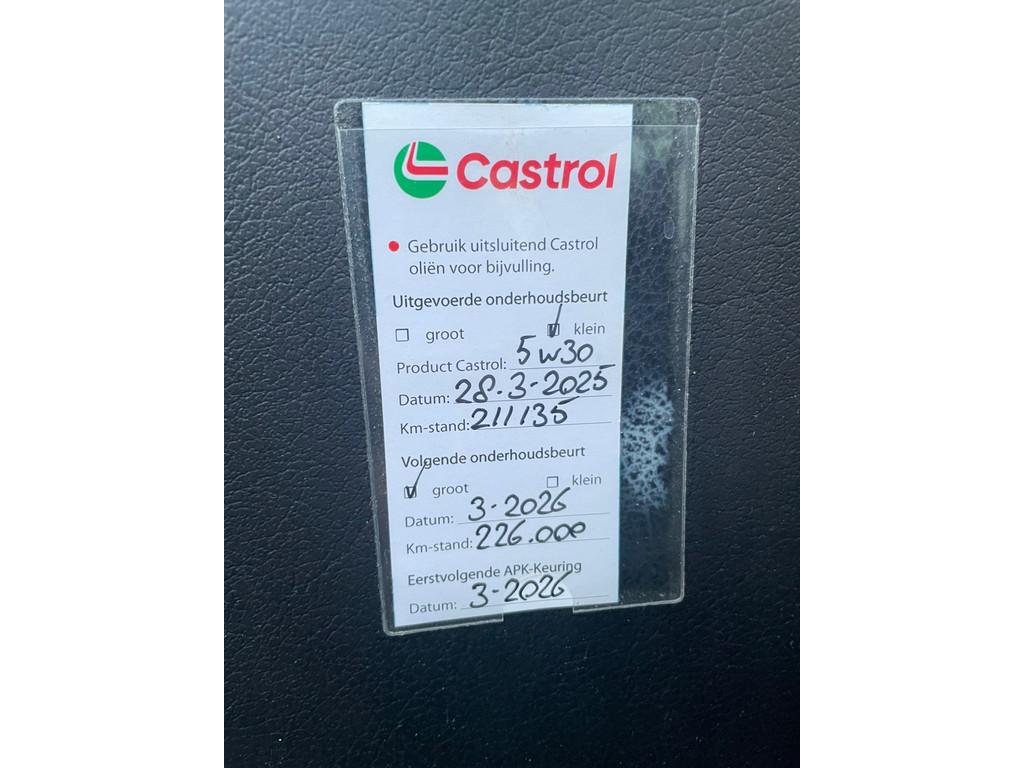 Castrol
Gebruik uitsluitend Castrol
oliën voor bijvulling.
Uitgevoerde onderhoudsbeurt
groot klein
Product Castrol: 5W30
Datum: 28-3-2025
Km-stand: 211135
Volgende onderhoudsbeurt
groot klein
Datum: 3-2026
Km-stand: 226.000
Eerstvolgende APK-Keuring
Datum: 3-2026